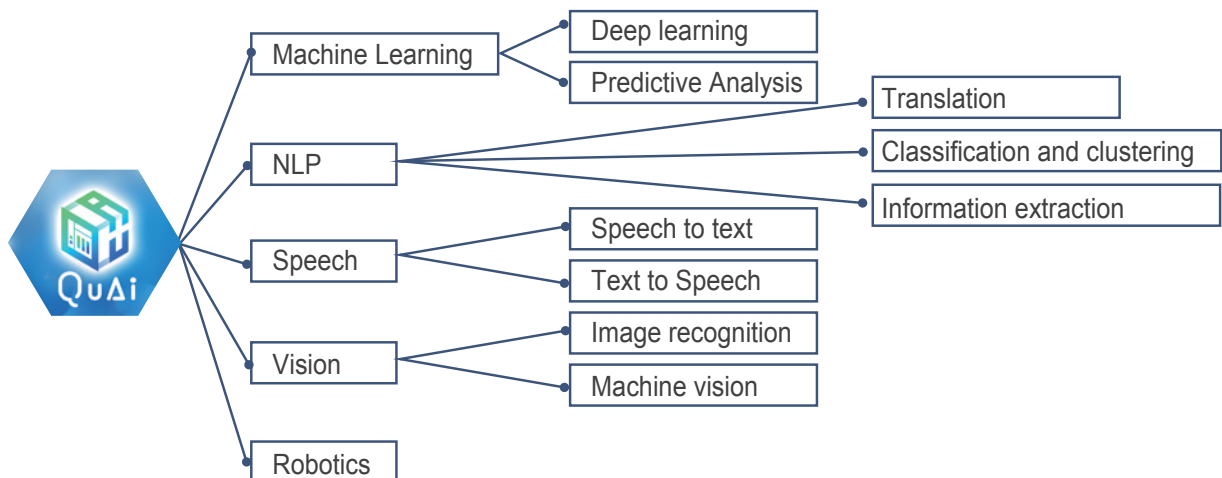 Machine Learning
Deep learning
Predictive Analysis
NLP
Translation
Classification and clustering
Information extraction
QuAi
Speech
Speech to text
Text to Speech
Vision
Image recognition
Machine vision
Robotics